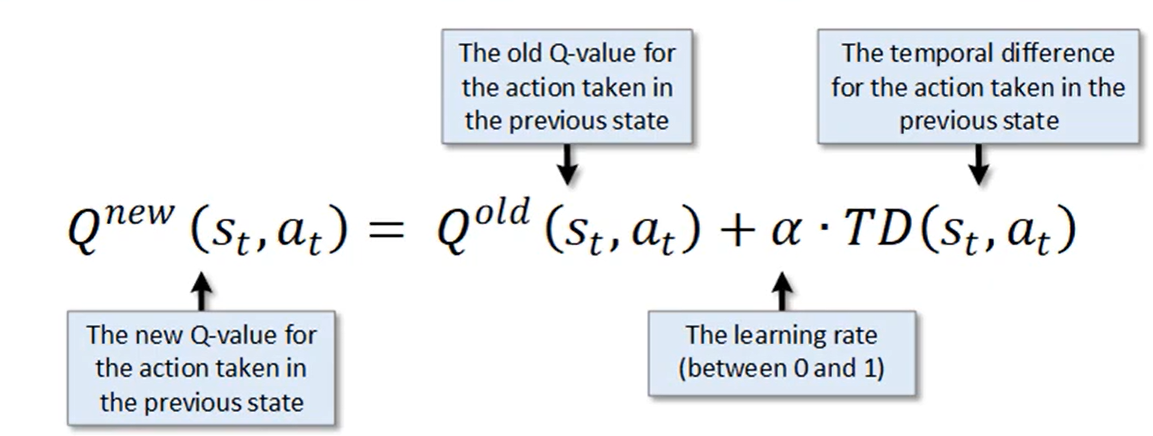 The old Q-value for
the action taken in
the previous state
The temporal difference
for the action taken in the
previous state
Q^{new}(s_t, a_t) = Q^{old}(s_t, a_t) + α · TD(s_t, a_t)
The new Q-value for
the action taken in
the previous state
The learning rate
(between 0 and 1)